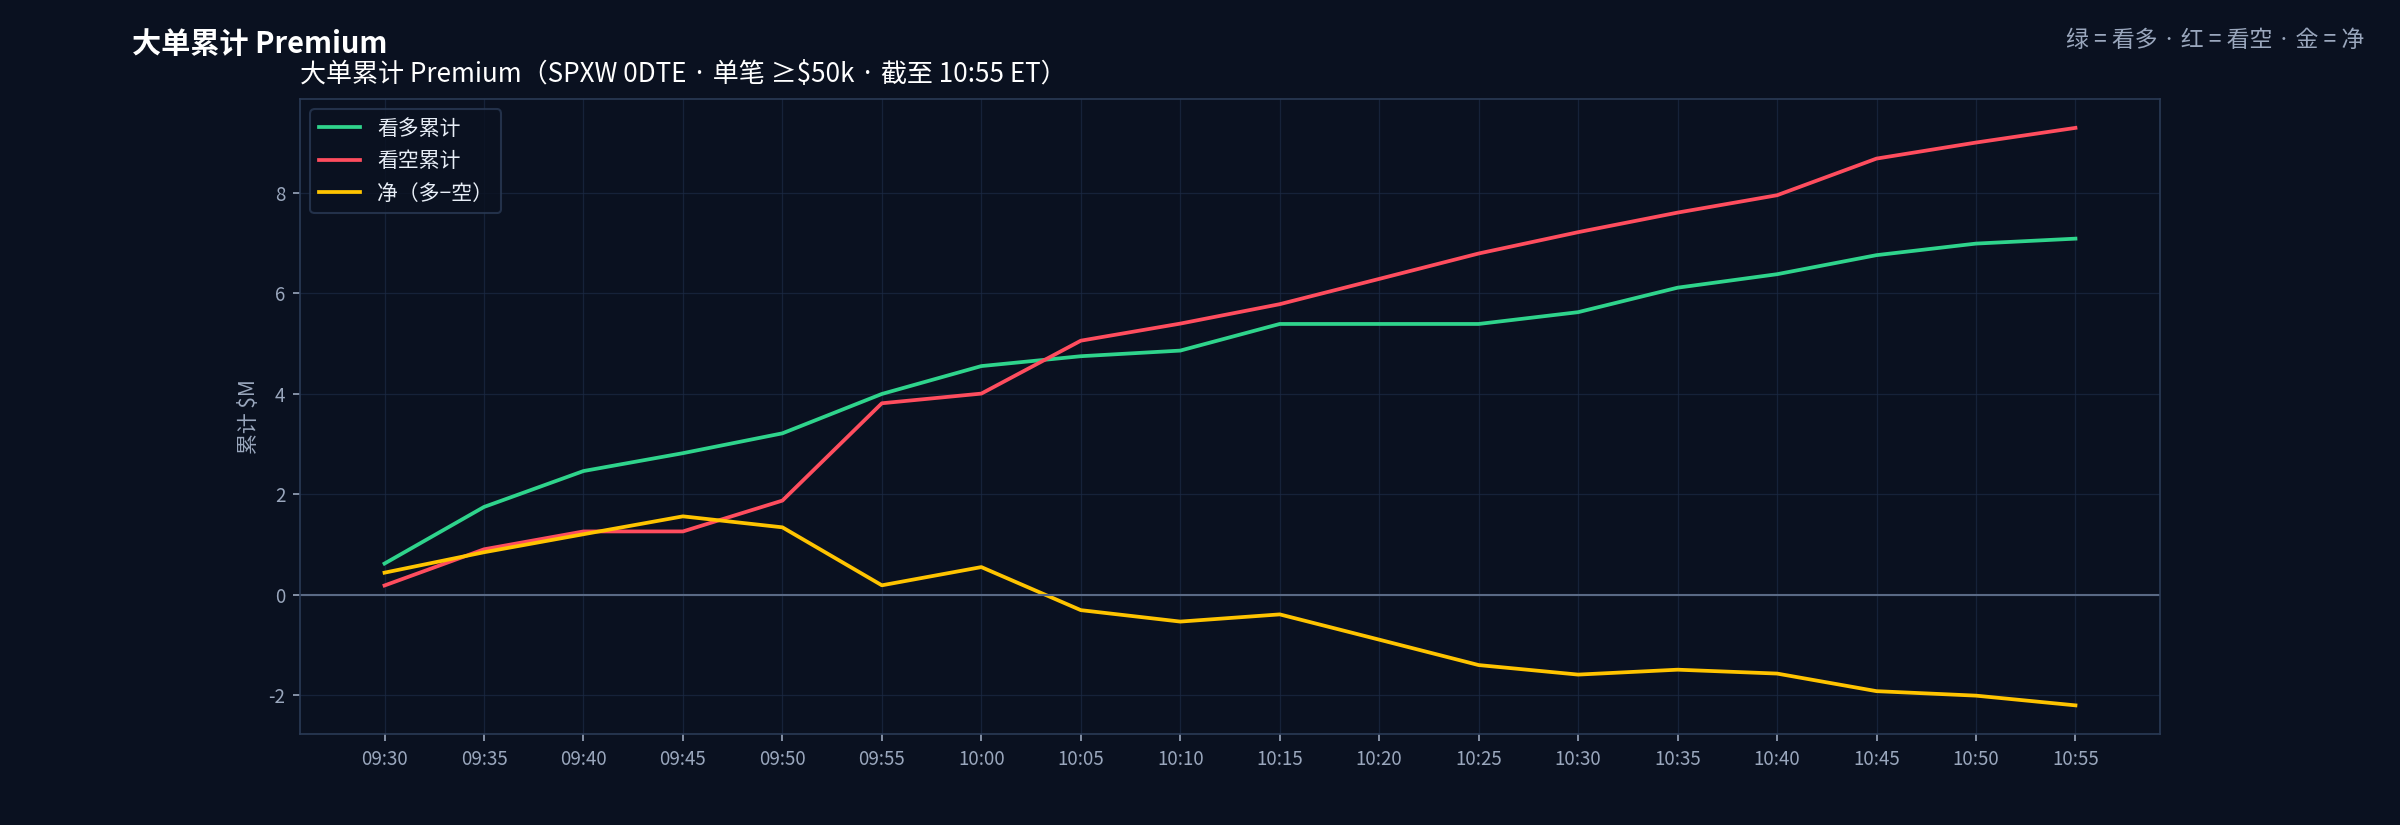 大单累计 Premium
绿 = 看多 · 红 = 看空 · 金 = 净
大单累计 Premium（SPXW 0DTE · 单笔 ≥$50k · 截至 10:55 ET）
看多累计
看空累计
净（多−空）
累计 $M
8
6
4
2
0
-2
09:30 09:35 09:40 09:45 09:50 09:55 10:00 10:05 10:10 10:15 10:20 10:25 10:30 10:35 10:40 10:45 10:50 10:55